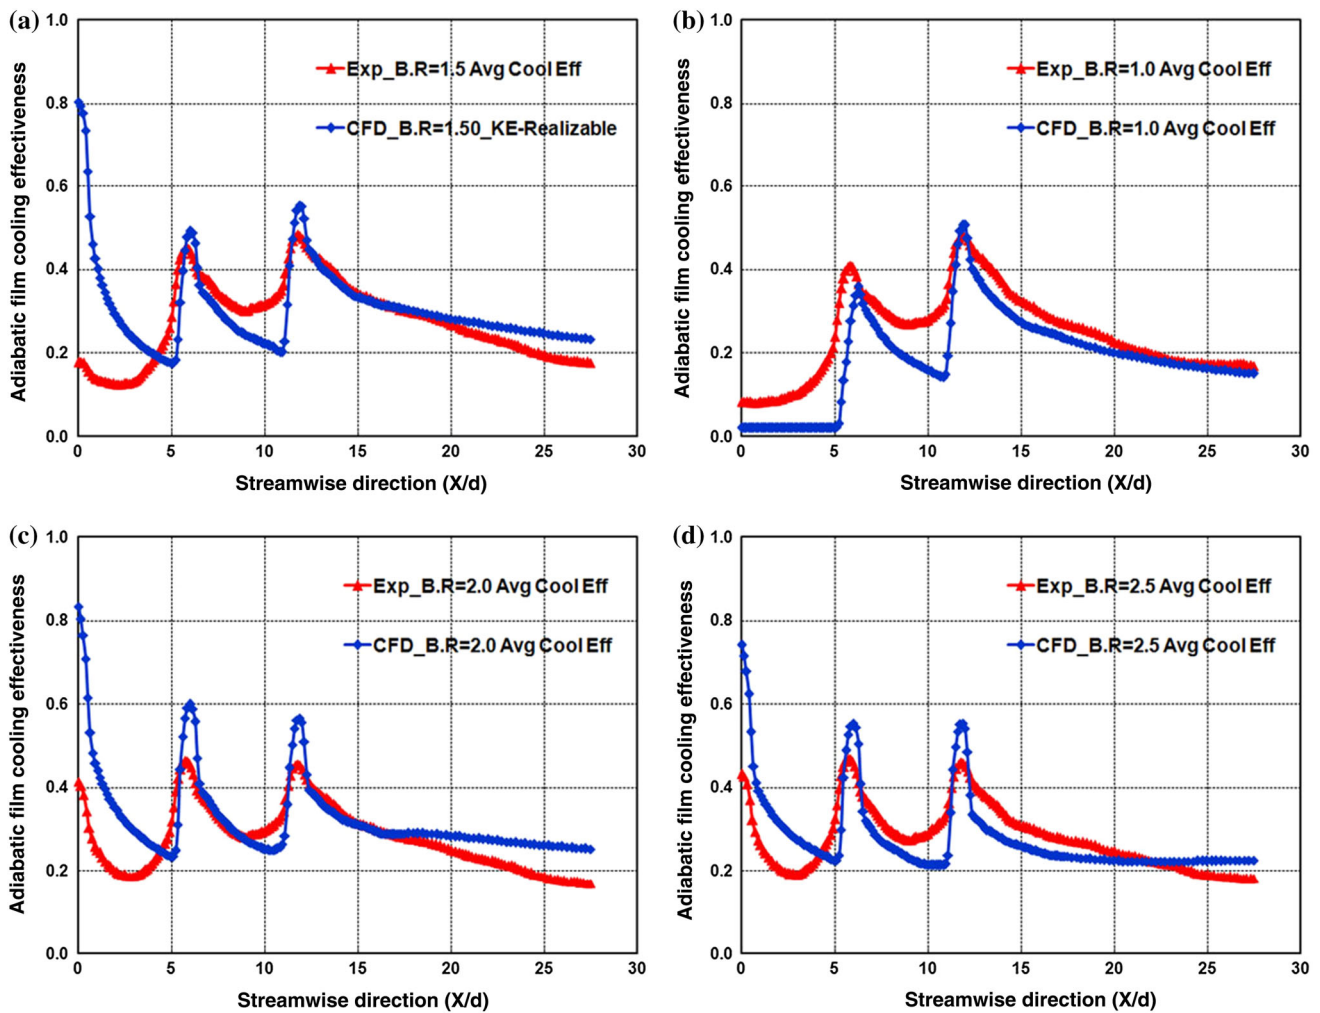 (a)
Adiabatic film cooling effectiveness
1.0
0.8
0.6
0.4
0.2
0.0
Exp_B.R=1.5 Avg Cool Eff
CFD_B.R=1.50_KE-Realizable
0 5 10 15 20 25 30
Streamwise direction (X/d)
(b)
Adiabatic film cooling effectiveness
1.0
0.8
0.6
0.4
0.2
0.0
Exp_B.R=1.0 Avg Cool Eff
CFD_B.R=1.0 Avg Cool Eff
0 5 10 15 20 25 30
Streamwise direction (X/d)
(c)
Adiabatic film cooling effectiveness
1.0
0.8
0.6
0.4
0.2
0.0
Exp_B.R=2.0 Avg Cool Eff
CFD_B.R=2.0 Avg Cool Eff
0 5 10 15 20 25 30
Streamwise direction (X/d)
(d)
Adiabatic film cooling effectiveness
1.0
0.8
0.6
0.4
0.2
0.0
Exp_B.R=2.5 Avg Cool Eff
CFD_B.R=2.5 Avg Cool Eff
0 5 10 15 20 25 30
Streamwise direction (X/d)